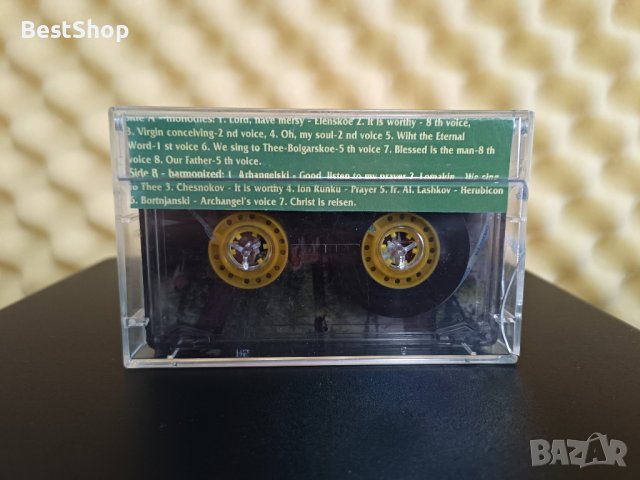 BestShop
Side A - monodies: 1. Lord, have mersy - Elenskoe 2. It is worthy - 8 th voice,
3. Virgin conceiving-2 nd voice, 4. Oh, my soul-2 nd voice 5. Wiht the Eternal
Word-1 st voice 6. We sing to Thee-Bolgarskoe-5 th voice 7. Blessed Is the man-8 th
voice 8. Our Father-5 th voice.
Side B - harmonized: 1. Arhangelski - Good, listen to my prayer 2. Lomakin - We sing
to Thee 3. Chesnokov - It is worthy 4. Ion Runku - Prayer 5. Fr. Al. Lashkov - Herubicon
6. Bortnjanski - Archangel's voice 7. Christ is reisen.
BAZAR